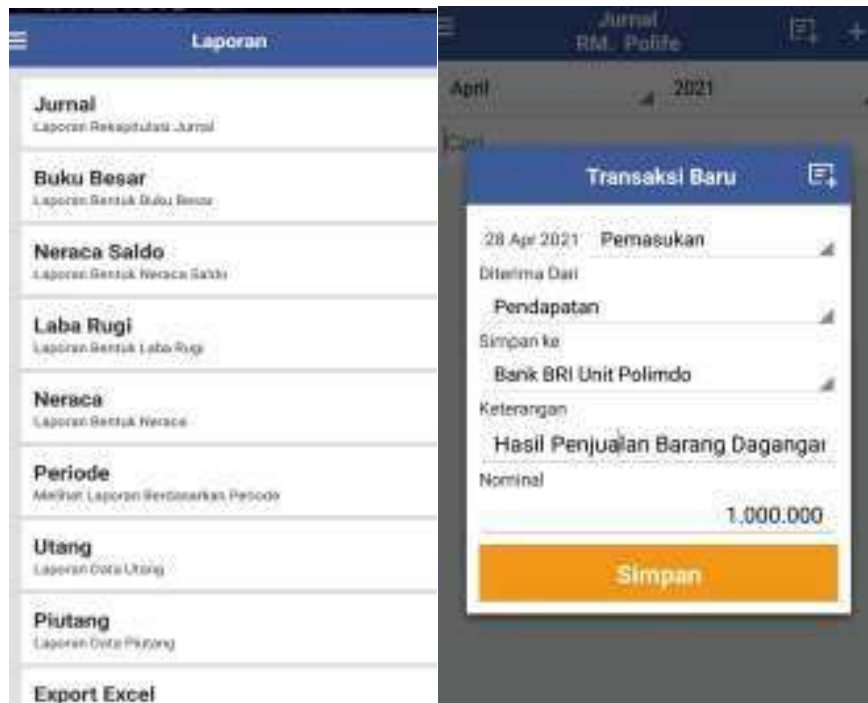 Laporan
Jurnal
Laporan Rekapitulasi Jurnal
Buku Besar
Laporan Bentuk Buku Besar
Neraca Saldo
Laporan Bentuk Neraca Saldo
Laba Rugi
Laporan Bentuk Laba Rugi
Neraca
Laporan Bentuk Neraca
Periode
Melihat Laporan Berdasarkan Periode
Utang
Laporan Data Utang
Piutang
Laporan Data Piutang
Export Excel
Jurnal
RM. Polife
April 2021
Cari
Transaksi Baru
28 Apr 2021 Pemasukan
Diterima Dari
Pendapatan
Simpan ke
Bank BRI Unit Polimdo
Keterangan
Hasil Penjualan Barang Dagangan
Nominal
1.000.000
Simpan